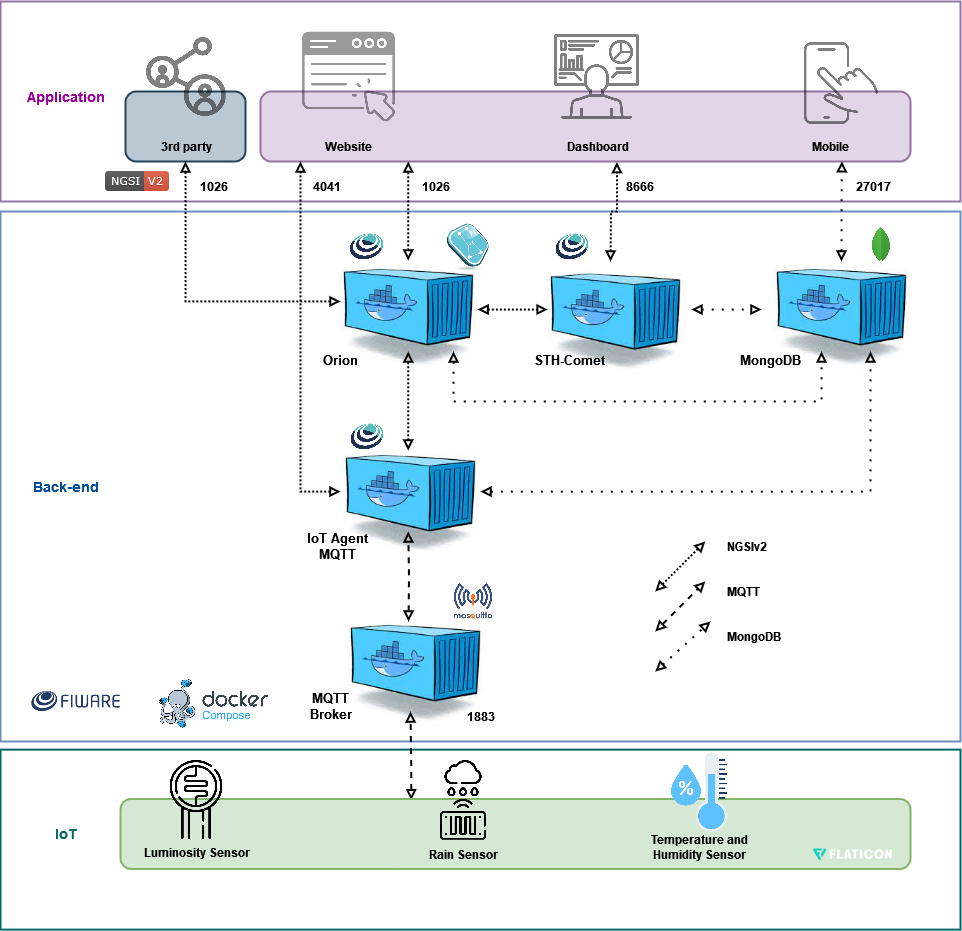 Application
3rd party
Website
Dashboard
Mobile
NGSI V2
1026
4041
1026
8666
27017
Orion
STH-Comet
MongoDB
Back-end
IoT Agent
MQTT
NGSIv2
MQTT
MongoDB
mosquitto
MQTT
Broker
1883
FIWARE
docker
Compose
IoT
%
Luminosity Sensor
Rain Sensor
Temperature and
Humidity Sensor
FLATICON